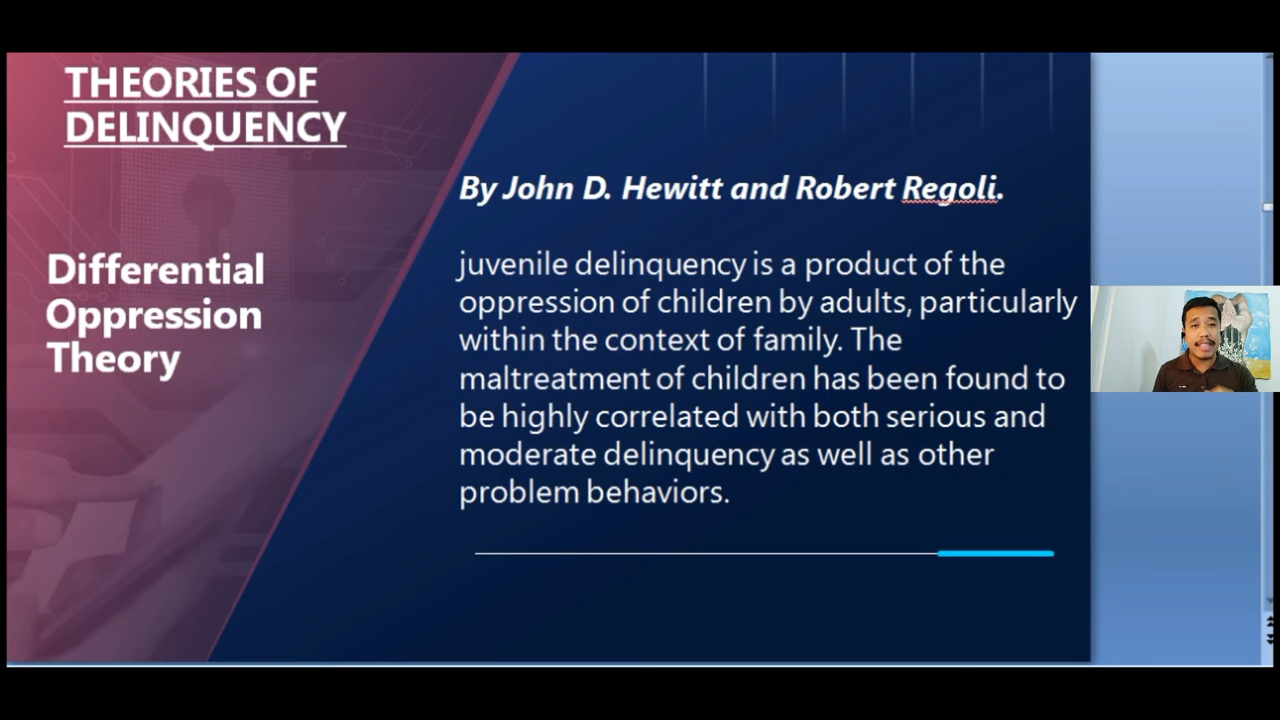 THEORIES OF
DELINQUENCY
Differential
Oppression
Theory
By John D. Hewitt and Robert Regoli.
juvenile delinquency is a product of the
oppression of children by adults, particularly
within the context of family. The
maltreatment of children has been found to
be highly correlated with both serious and
moderate delinquency as well as other
problem behaviors.